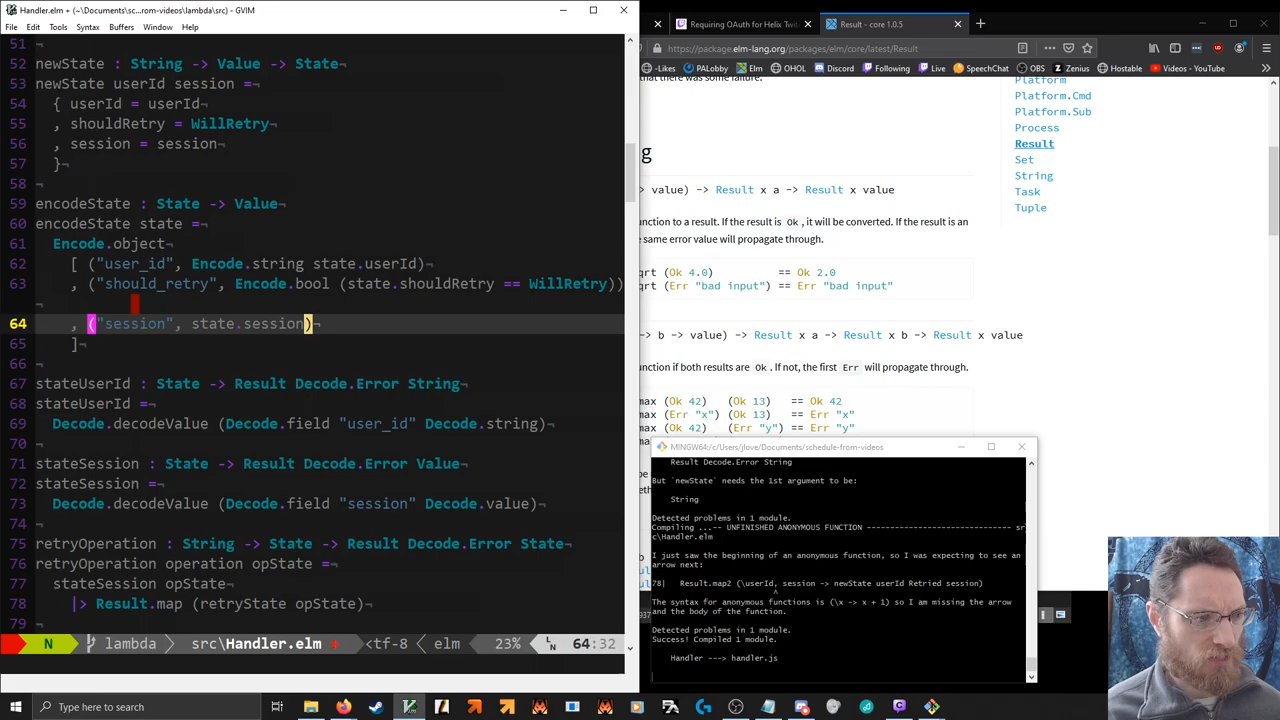 Handler.elm + (~\Documents\sc...rom-videos\lambda\src) - GVIM
File Edit Tools Syntax Buffers Window Help
51 ¬
52 newState : String -> Value -> State¬
53 newState userId session =¬
54 { userId = userId¬
55 , shouldRetry = WillRetry¬
56 , session = session¬
57 }¬
58 ¬
59 encodeState : State -> Value¬
60 encodeState state =¬
61 Encode.object¬
62 [ ("user_id", Encode.string state.userId)¬
63 , ("should_retry", Encode.bool (state.shouldRetry == WillRetry))
¬
64 , ("session", state.session)¬
65 ]¬
66 ¬
67 stateUserId : State -> Result Decode.Error String¬
68 stateUserId =¬
69 Decode.decodeValue (Decode.field "user_id" Decode.string)¬
70 ¬
71 stateSession : State -> Result Decode.Error Value¬
72 stateSession =¬
73 Decode.decodeValue (Decode.field "session" Decode.value)¬
74 ¬
75 retryOperation : String -> State -> Result Decode.Error State¬
76 retryOperation operation opState =¬
77 stateSession opState¬
78 |> Result.map (retryState opState)¬
79 ¬
N lambda src\Handler.elm + <tf-8 < elm 23% LN 64:32
Requiring OAuth for Helix Twi
Result - core 1.0.5
https://package.elm-lang.org/packages/elm/core/latest/Result
-Likes PALobby Elm OHOL Discord Following Live SpeechChat OBS Zenius Hostable Videos - YouTube
that there was some failure.
g
> value) -> Result x a -> Result x value
nction to a result. If the result is Ok, it will be converted. If the result is an
e same error value will propagate through.
qrt (Ok 4.0) == Ok 2.0
qrt (Err "bad input") == Err "bad input"
-> b -> value) -> Result x a -> Result x b -> Result x value
nction if both results are Ok. If not, the first Err will propagate through.
max (Ok 42) (Ok 13) == Ok 42
max (Err "x") (Ok 13) == Err "x"
max (Ok 42) (Err "y") == Err "y"
Platform
Platform.Cmd
Platform.Sub
Process
Result
Set
String
Task
Tuple
MINGW64:/c/Users/jlove/Documents/schedule-from-videos
Result Decode.Error String
But `newState` needs the 1st argument to be:
String
Detected problems in 1 module.
Compiling ...-- UNFINISHED ANONYMOUS FUNCTION ------------------------------- sr
c\Handler.elm
I just saw the beginning of an anonymous function, so I was expecting to see an
arrow next:
78| Result.map2 (\userId, session -> newState userId Retried session)
^
The syntax for anonymous functions is (\x -> x + 1) so I am missing the arrow
and the body of the function.
Detected problems in 1 module.
Success! Compiled 1 module.
Handler ---> handler.js
Type here to search